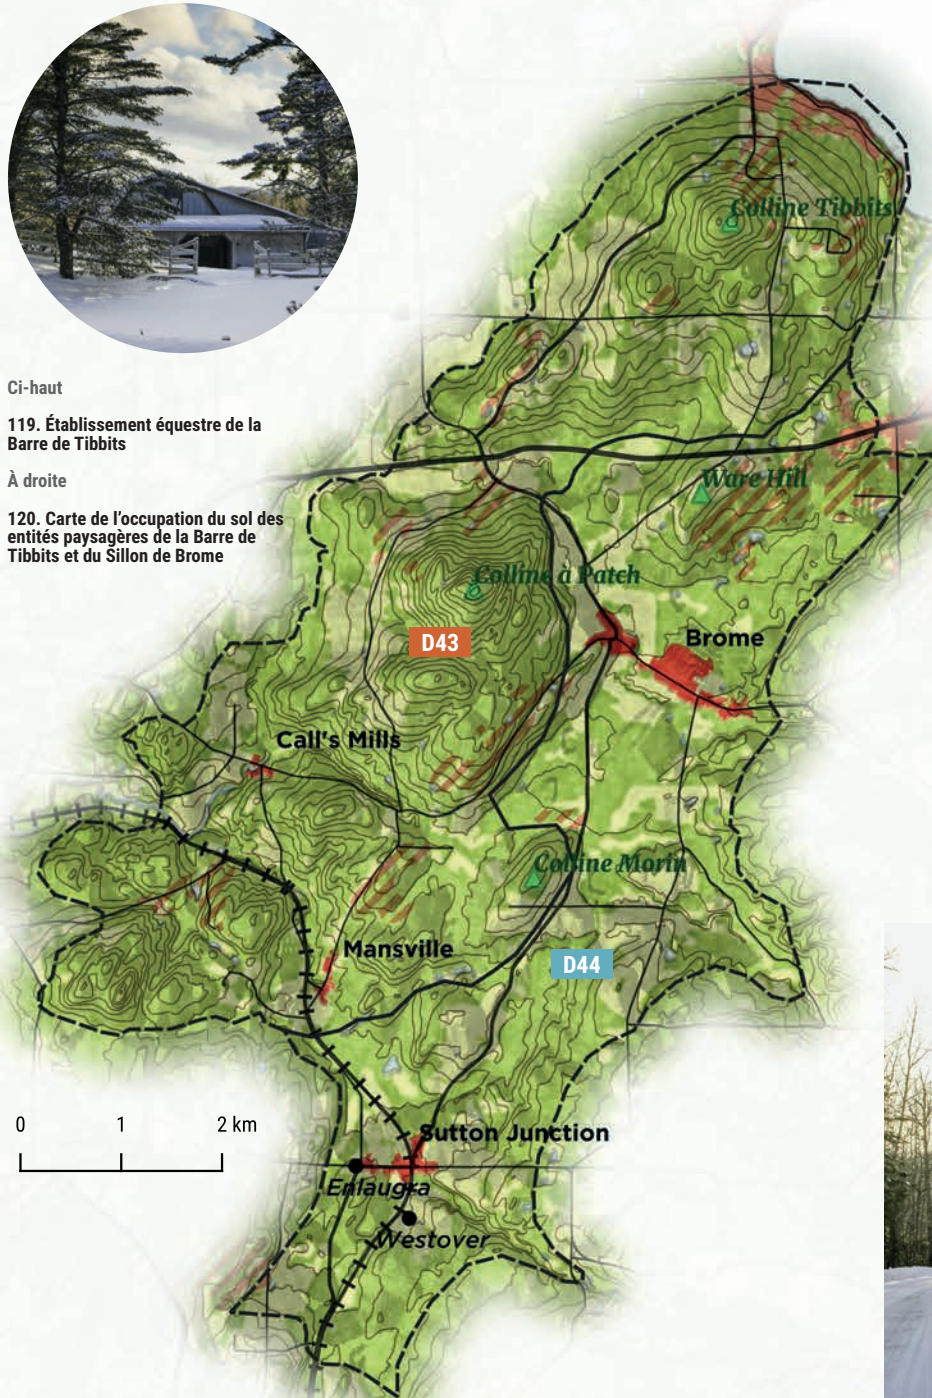 Ci-haut
119. Établissement équestre de la
Barre de Tibbits
À droite
120. Carte de l'occupation du sol des
entités paysagères de la Barre de
Tibbits et du Sillon de Brome
Colline Tibbits
Ware Hill
Colline à Patch
D43
Brome
Call's Mills
Colline Morin
Mansville
D44
0 1 2 km
Sutton Junction
Enlaugra
Westover